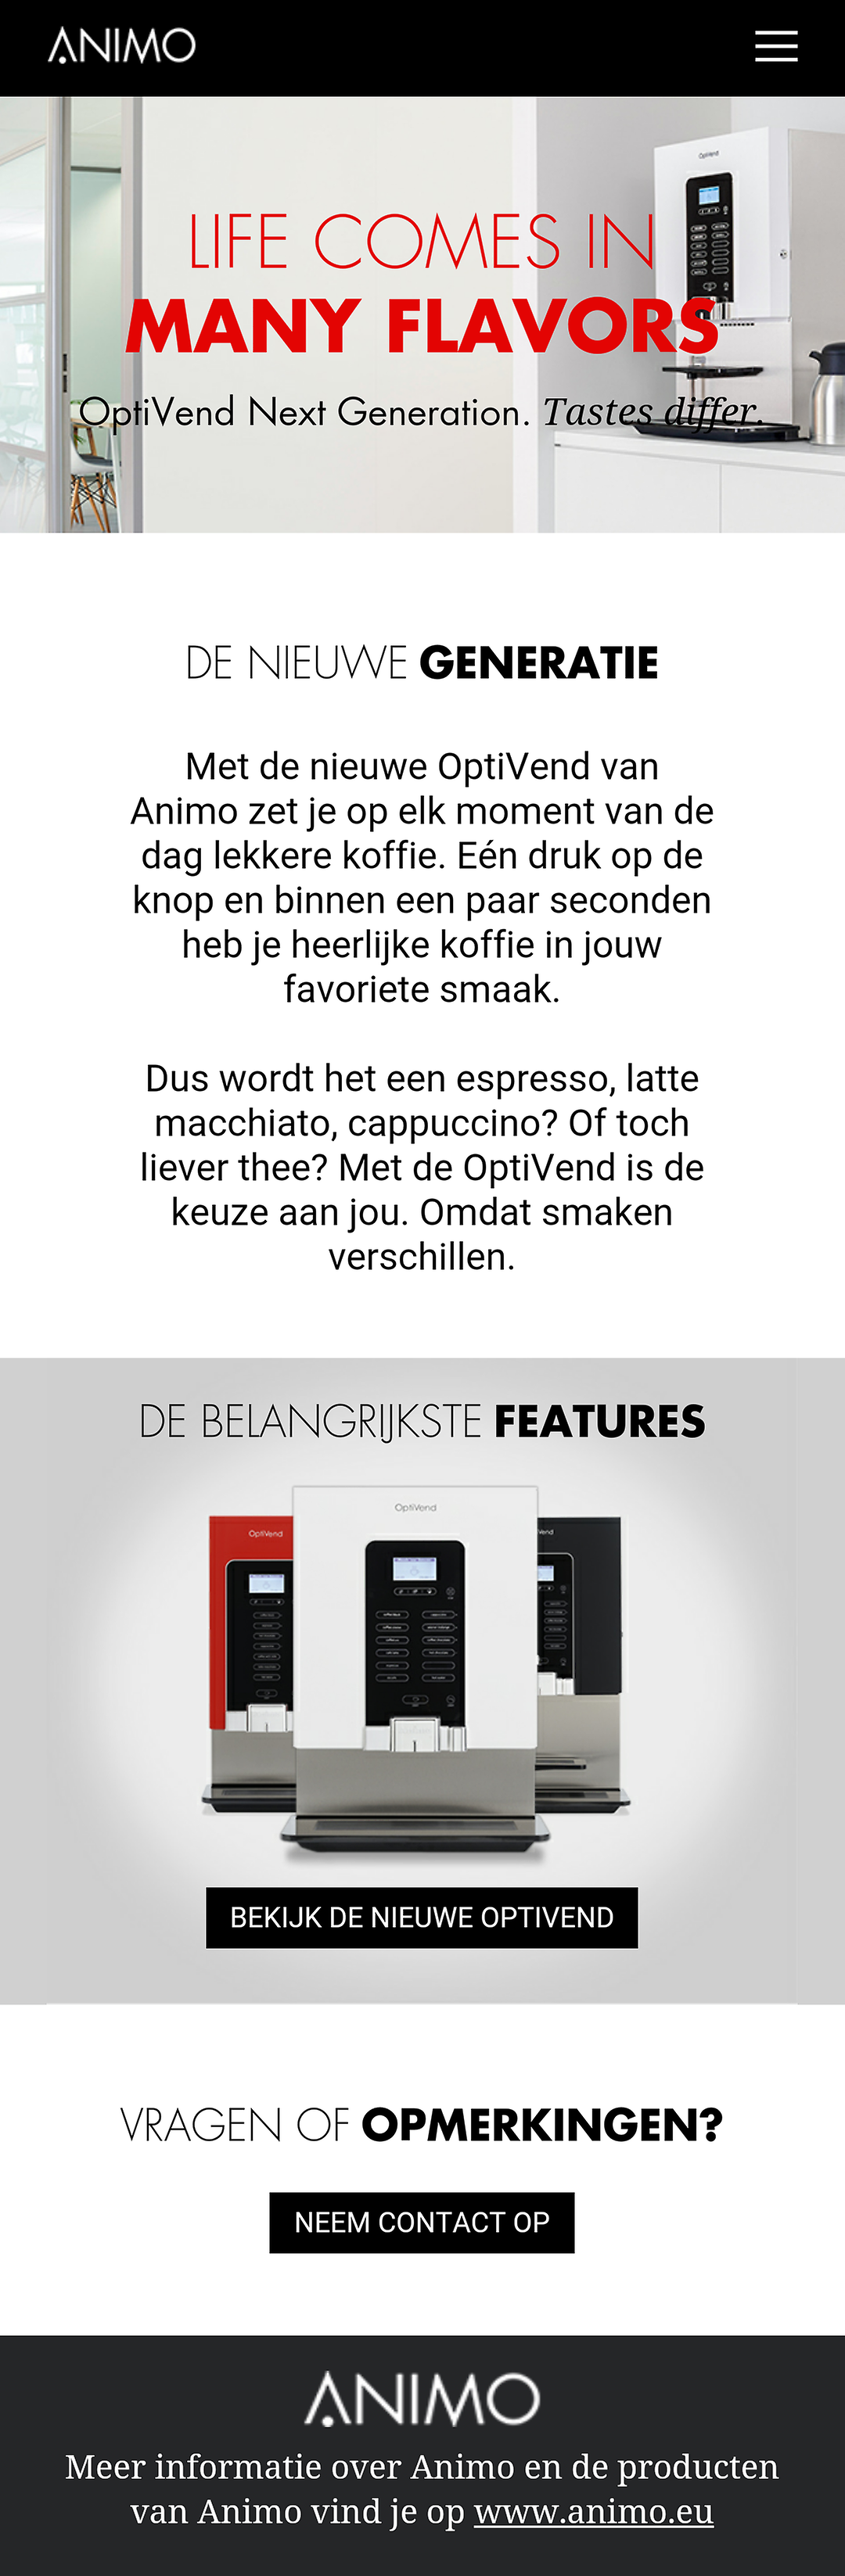 ANIMO
OptiVend
LIFE COMES IN
MANY FLAVORS
OptiVend Next Generation. Tastes differ.
DE NIEUWE GENERATIE
Met de nieuwe OptiVend van
Animo zet je op elk moment van de
dag lekkere koffie. Eén druk op de
knop en binnen een paar seconden
heb je heerlijke koffie in jouw
favoriete smaak.
Dus wordt het een espresso, latte
macchiato, cappuccino? Of toch
liever thee? Met de OptiVend is de
keuze aan jou. Omdat smaken
verschillen.
DE BELANGRIJKSTE FEATURES
OptiVend
OptiVend
Vend
BEKIJK DE NIEUWE OPTIVEND
VRAGEN OF OPMERKINGEN?
NEEM CONTACT OP
ANIMO
Meer informatie over Animo en de producten
van Animo vind je op www.animo.eu